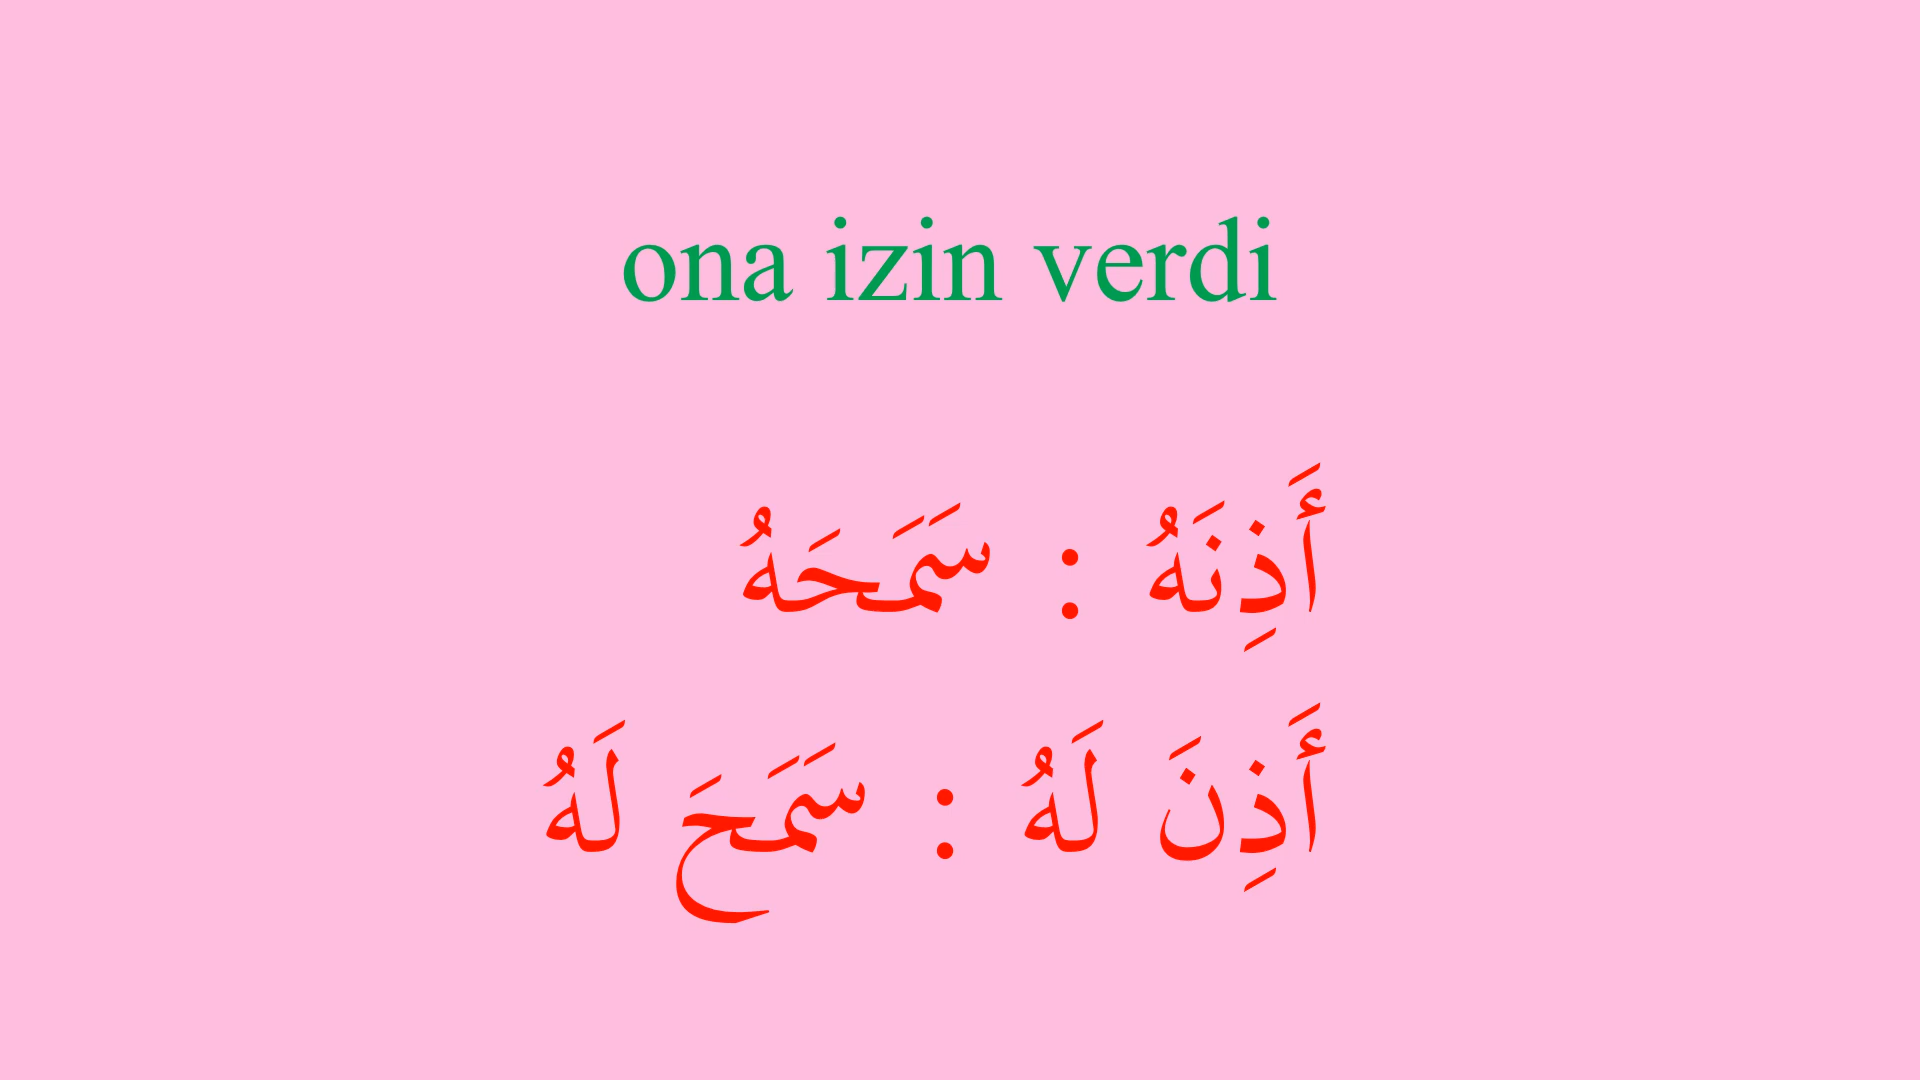 ona izin verdi
أَذِنَهُ : سَمَحَهُ
أَذِنَ لَهُ : سَمَحَ لَهُ